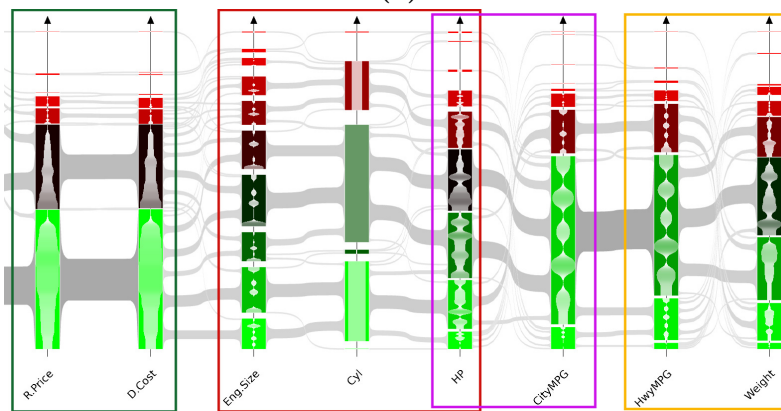 R.Price
D.Cost
Eng.Size
Cyl
HP
CityMPG
HwyMPG
Weight